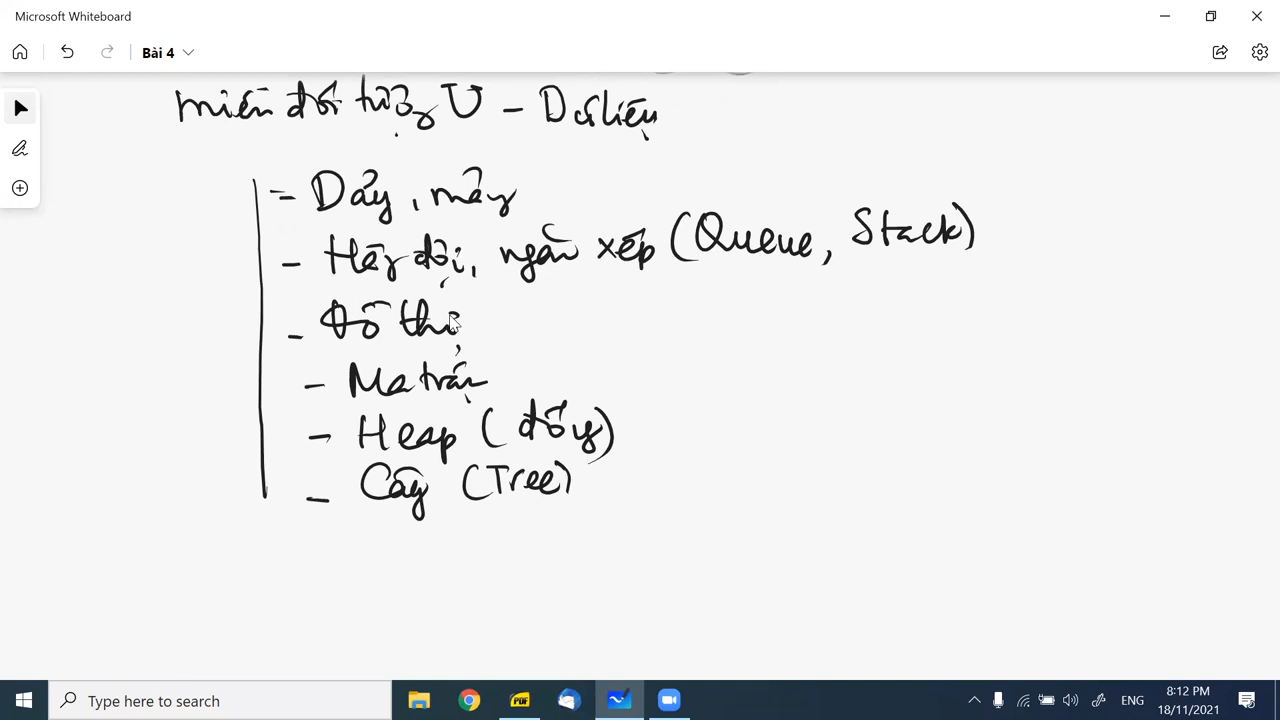 Microsoft Whiteboard
Bài 4
miền đối tượng U - Dữ liệu
- Dãy, mảng
- Hàng đợi, ngăn xếp (Queue, Stack)
- Đồ thị
- Ma trận
- Heap (đống)
- Cây (Tree)
Type here to search
PDF
ENG
8:12 PM
18/11/2021